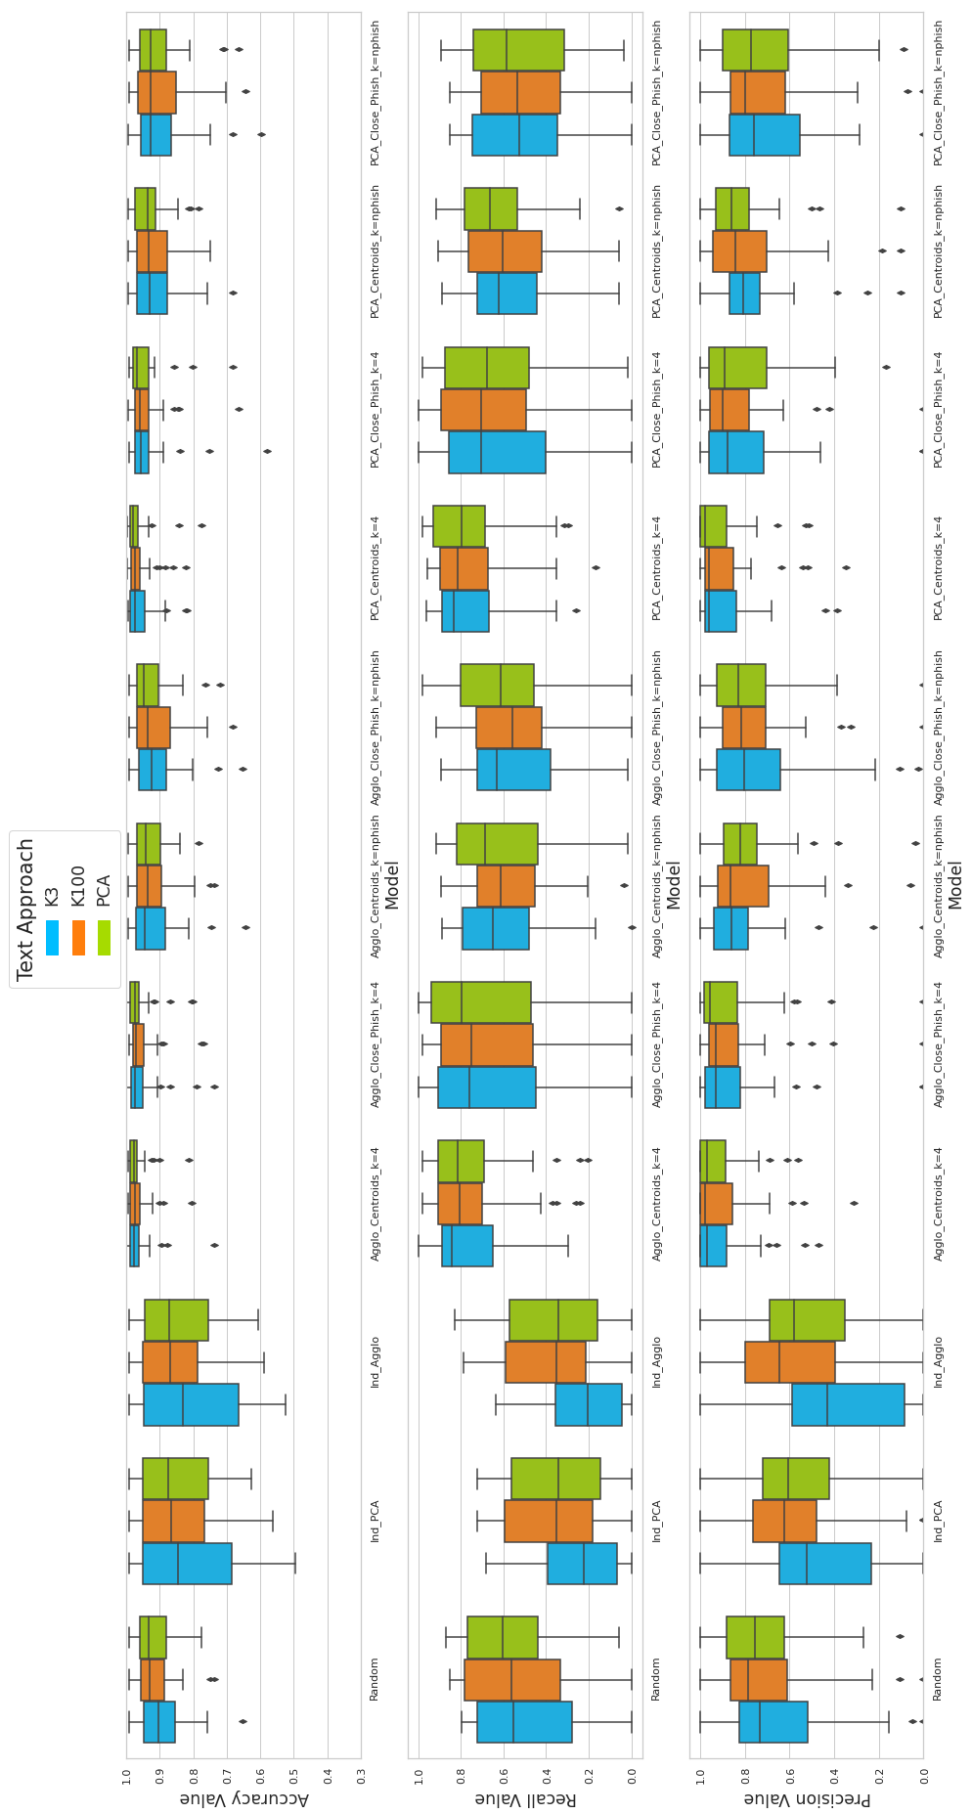 Text Approach
K3
K100
PCA
Accuracy Value
1.0
0.9
0.8
0.7
0.6
0.5
0.4
0.3
Random
Ind_PCA
Ind_Agglo
Agglo_Centroids_k=4
Agglo_Close_Phish_k=4
Agglo_Centroids_k=nphish
Agglo_Close_Phish_k=nphish
PCA_Centroids_k=4
PCA_Close_Phish_k=4
PCA_Centroids_k=nphish
PCA_Close_Phish_k=nphish
Model
Recall Value
1.0
0.8
0.6
0.4
0.2
0.0
Random
Ind_PCA
Ind_Agglo
Agglo_Centroids_k=4
Agglo_Close_Phish_k=4
Agglo_Centroids_k=nphish
Agglo_Close_Phish_k=nphish
PCA_Centroids_k=4
PCA_Close_Phish_k=4
PCA_Centroids_k=nphish
PCA_Close_Phish_k=nphish
Model
Precision Value
1.0
0.8
0.6
0.4
0.2
0.0
Random
Ind_PCA
Ind_Agglo
Agglo_Centroids_k=4
Agglo_Close_Phish_k=4
Agglo_Centroids_k=nphish
Agglo_Close_Phish_k=nphish
PCA_Centroids_k=4
PCA_Close_Phish_k=4
PCA_Centroids_k=nphish
PCA_Close_Phish_k=nphish
Model